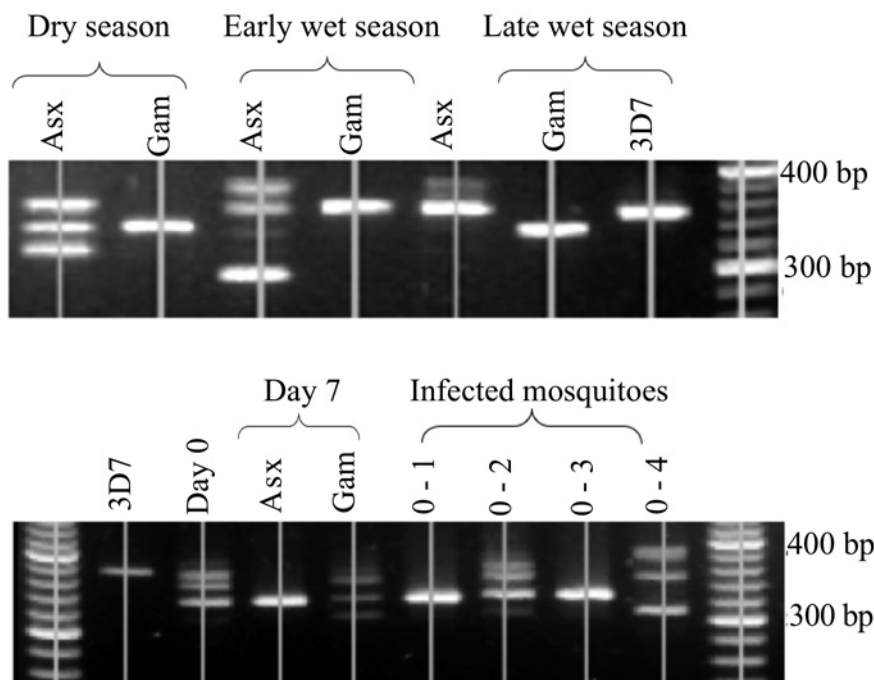 Dry season Early wet season Late wet season
Asx Gam Asx Gam Asx Gam 3D7
400 bp
300 bp
Day 7 Infected mosquitoes
3D7 Day 0 Asx Gam 0 - 1 0 - 2 0 - 3 0 - 4
400 bp
300 bp